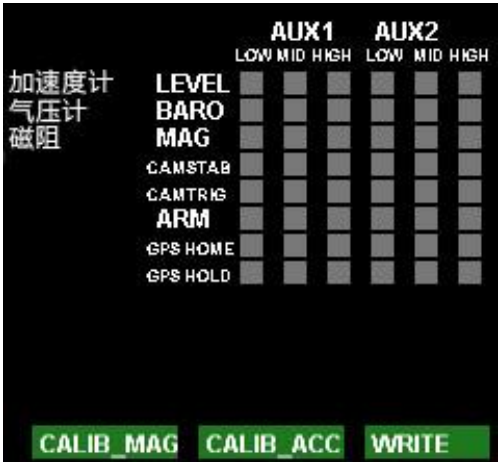 AUX1 AUX2
LOW MID HIGH LOW MID HIGH
加速度计 LEVEL
气压计 BARO
磁阻 MAG
CAMSTAB
CAMTRIG
ARM
GPS HOME
GPS HOLD
CALIB_MAG CALIB_ACC WRITE